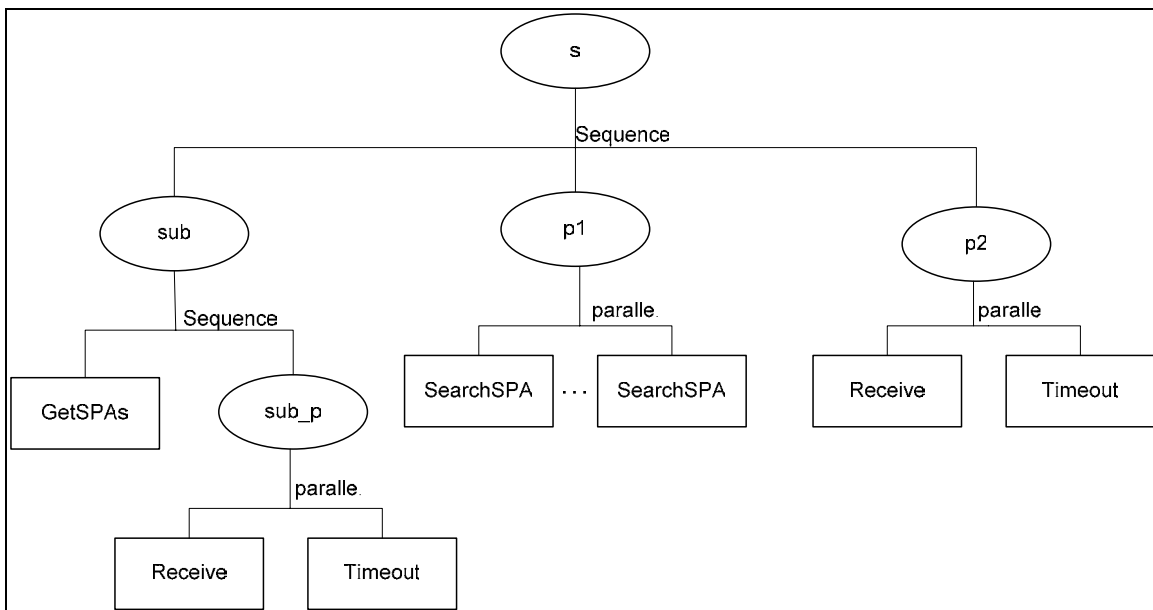 s
Sequence
sub
p1
p2
Sequence
paralle.
paralle
GetSPAs
sub_p
SearchSPA
...
SearchSPA
Receive
Timeout
paralle.
Receive
Timeout